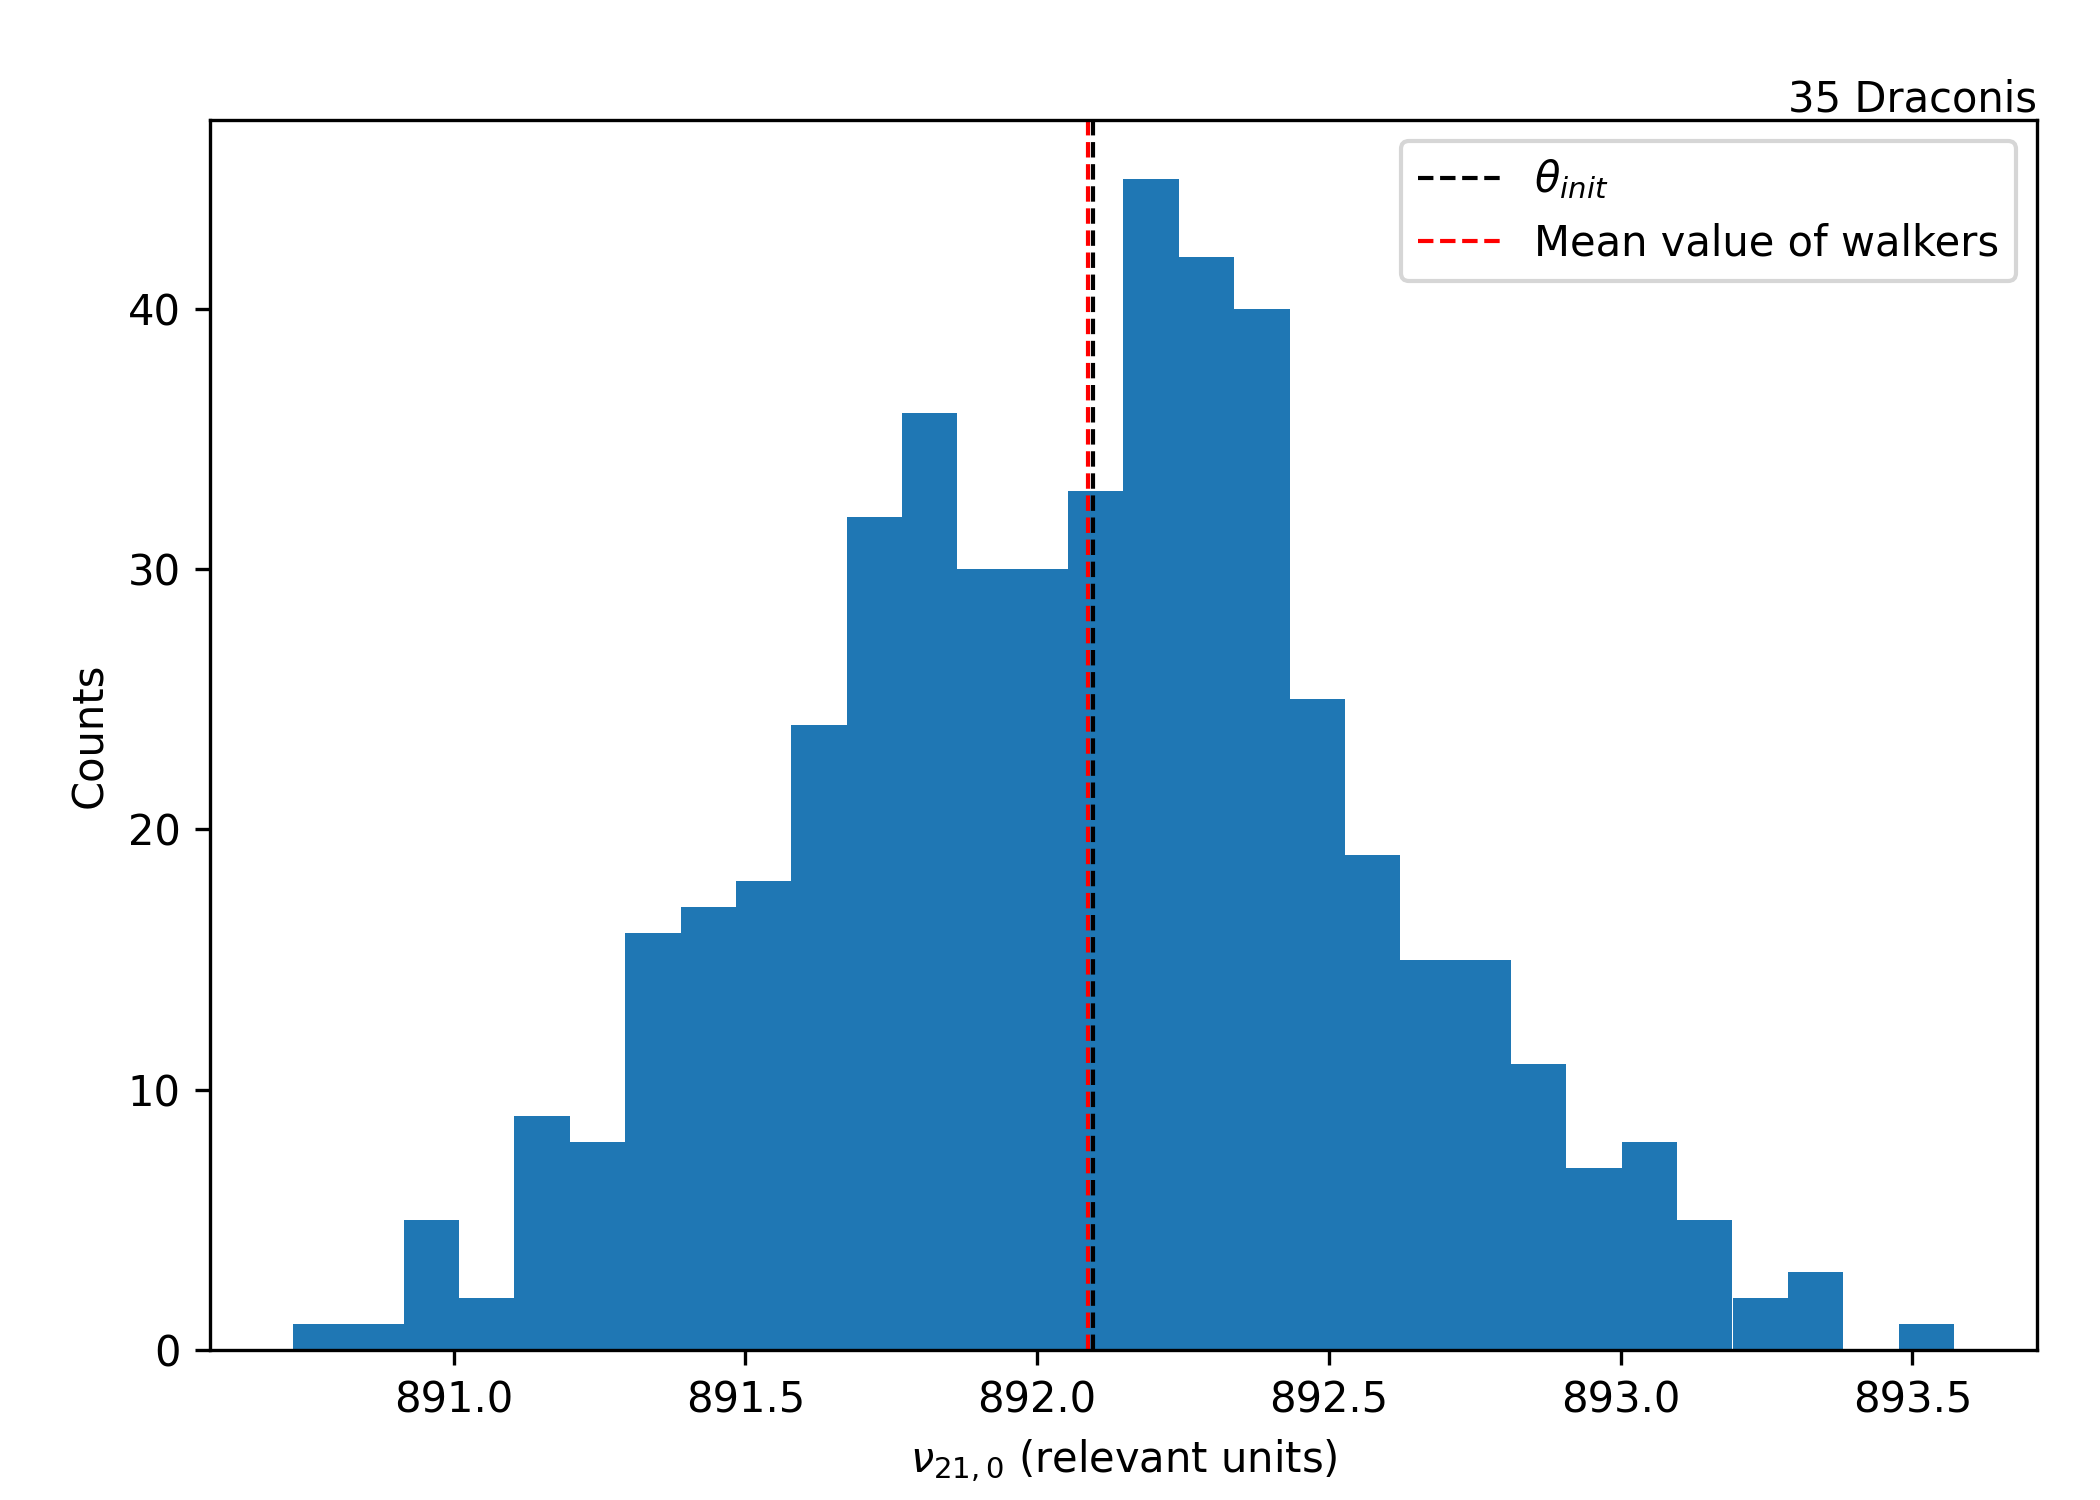 35 Draconis
θinit
Mean value of walkers
40
30
20
10
0
Counts
891.0 891.5 892.0 892.5 893.0 893.5
ν21, 0 (relevant units)